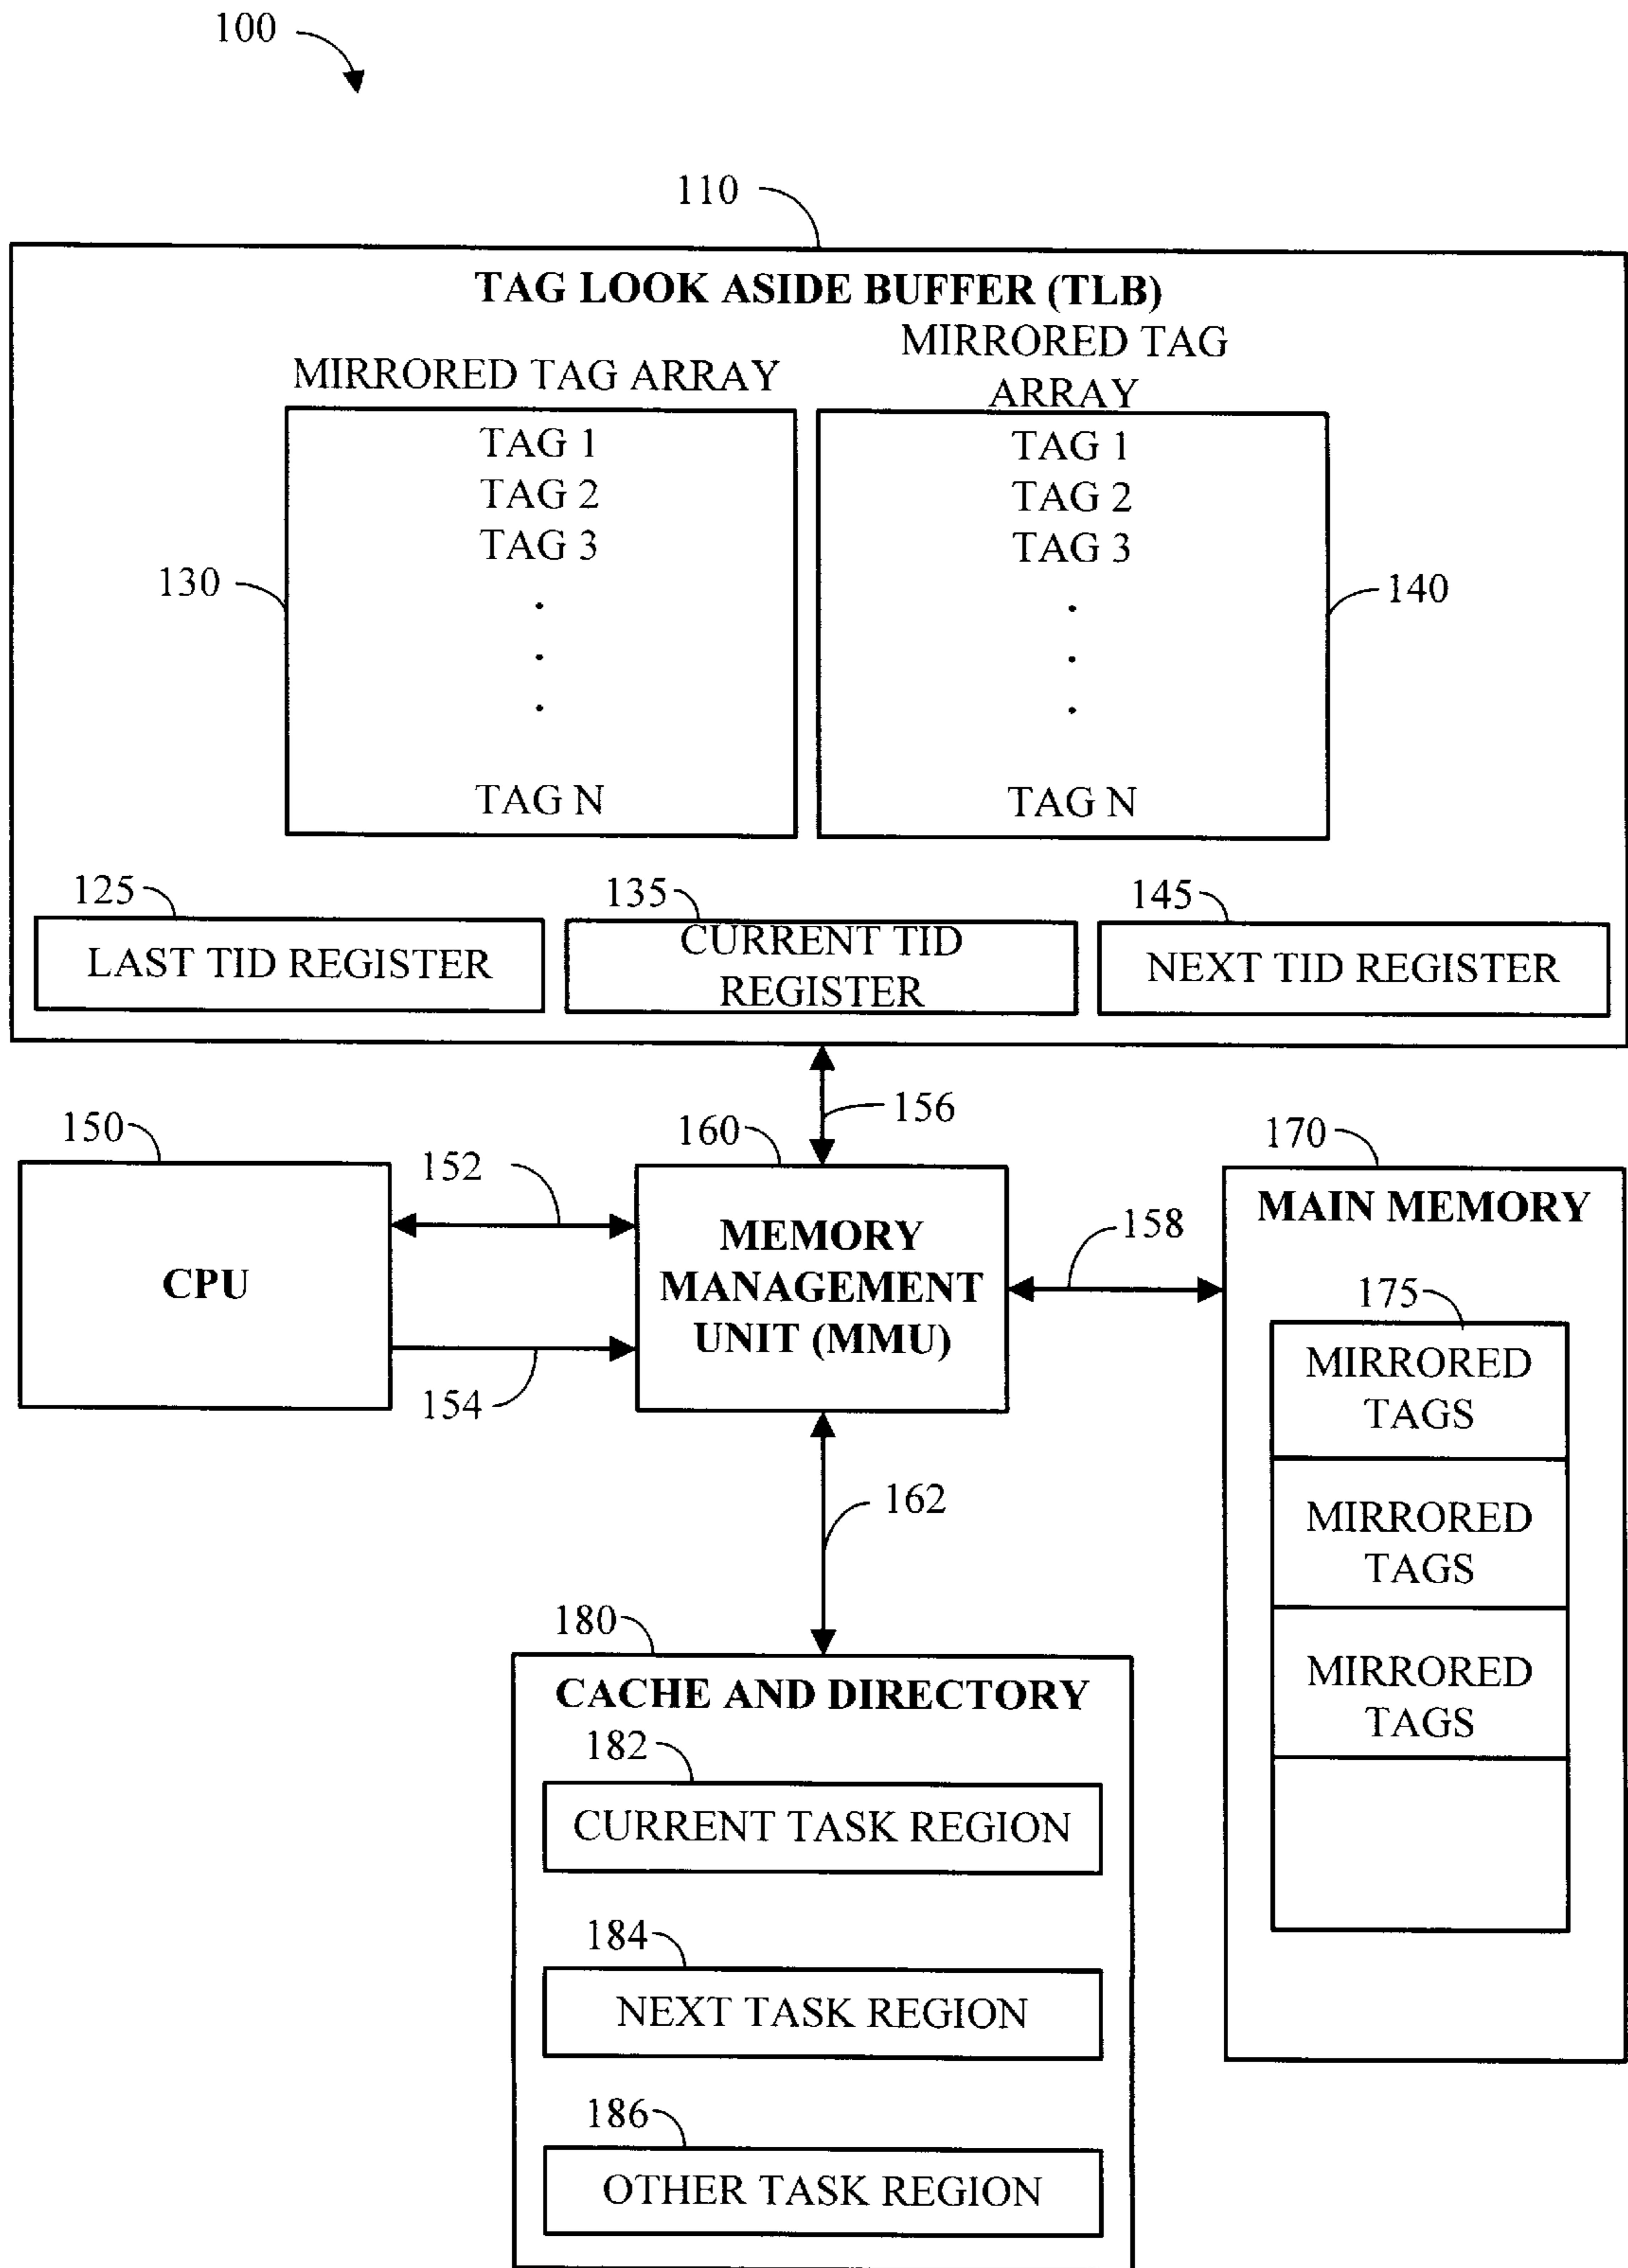 100
110
TAG LOOK ASIDE BUFFER (TLB)
MIRRORED TAG ARRAY
MIRRORED TAG
ARRAY
TAG 1
TAG 2
TAG 3
.
.
.
TAG N
130
TAG 1
TAG 2
TAG 3
.
.
.
TAG N
140
125
LAST TID REGISTER
135
CURRENT TID
REGISTER
145
NEXT TID REGISTER
156
150
CPU
152
154
160
MEMORY
MANAGEMENT
UNIT (MMU)
158
170
MAIN MEMORY
175
MIRRORED
TAGS
MIRRORED
TAGS
MIRRORED
TAGS
162
180
CACHE AND DIRECTORY
182
CURRENT TASK REGION
184
NEXT TASK REGION
186
OTHER TASK REGION